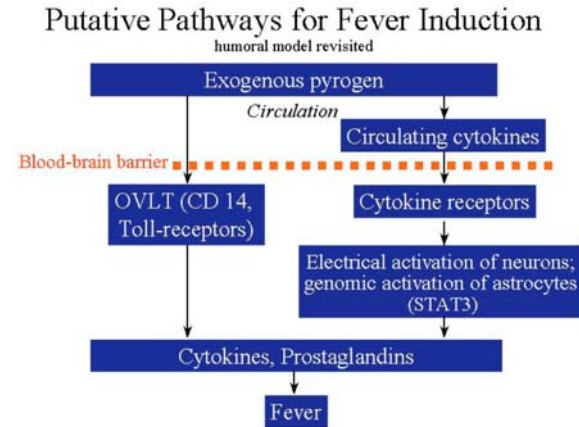 Putative Pathways for Fever Induction
humoral model revisited
Exogenous pyrogen
Circulation
Circulating cytokines
Blood-brain barrier
OVLT (CD 14,
Toll-receptors)
Cytokine receptors
Electrical activation of neurons;
genomic activation of astrocytes
(STAT3)
Cytokines, Prostaglandins
Fever